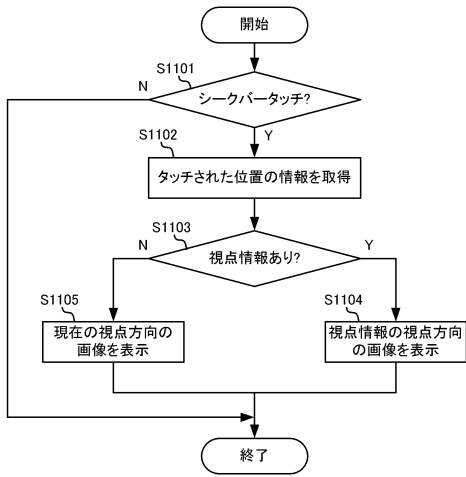 開始
S1101
N
シークバータッチ?
Y
S1102
タッチされた位置の情報を取得
S1103
N
視点情報あり?
Y
S1105
現在の視点方向の
画像を表示
S1104
視点情報の視点方向
の画像を表示
終了